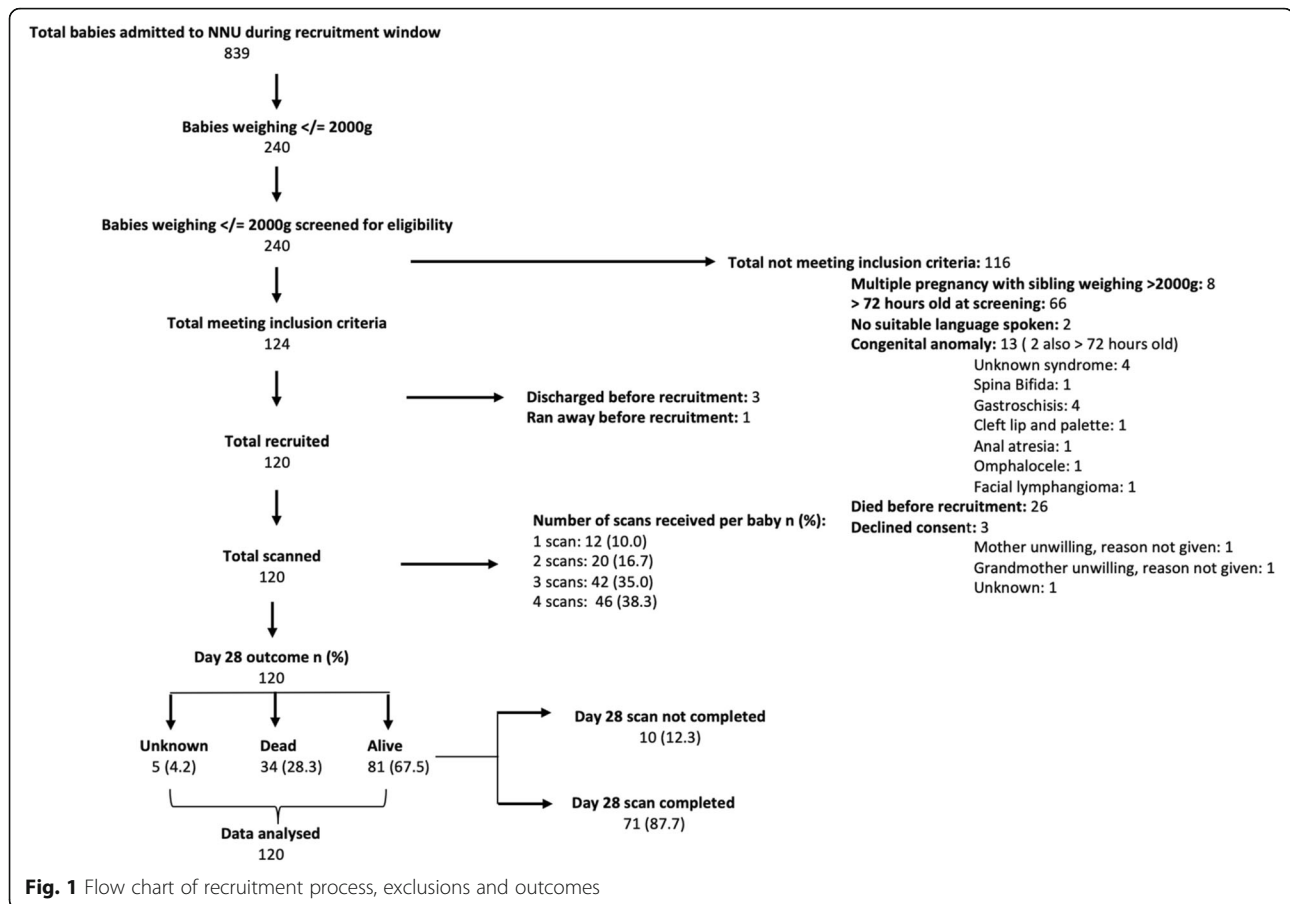 Total babies admitted to NNU during recruitment window
839
Babies weighing </= 2000g
240
Babies weighing </= 2000g screened for eligibility
240
Total not meeting inclusion criteria: 116
Multiple pregnancy with sibling weighing >2000g: 8
> 72 hours old at screening: 66
No suitable language spoken: 2
Congenital anomaly: 13 ( 2 also > 72 hours old)
Unknown syndrome: 4
Spina Bifida: 1
Gastroschisis: 4
Cleft lip and palette: 1
Anal atresia: 1
Omphalocele: 1
Facial lymphangioma: 1
Died before recruitment: 26
Declined consent: 3
Mother unwilling, reason not given: 1
Grandmother unwilling, reason not given: 1
Unknown: 1
Total meeting inclusion criteria
124
Discharged before recruitment: 3
Ran away before recruitment: 1
Total recruited
120
Total scanned
120
Number of scans received per baby n (%):
1 scan: 12 (10.0)
2 scans: 20 (16.7)
3 scans: 42 (35.0)
4 scans: 46 (38.3)
Day 28 outcome n (%)
120
Unknown
5 (4.2)
Dead
34 (28.3)
Alive
81 (67.5)
Day 28 scan not completed
10 (12.3)
Day 28 scan completed
71 (87.7)
Data analysed
120
Fig. 1 Flow chart of recruitment process, exclusions and outcomes